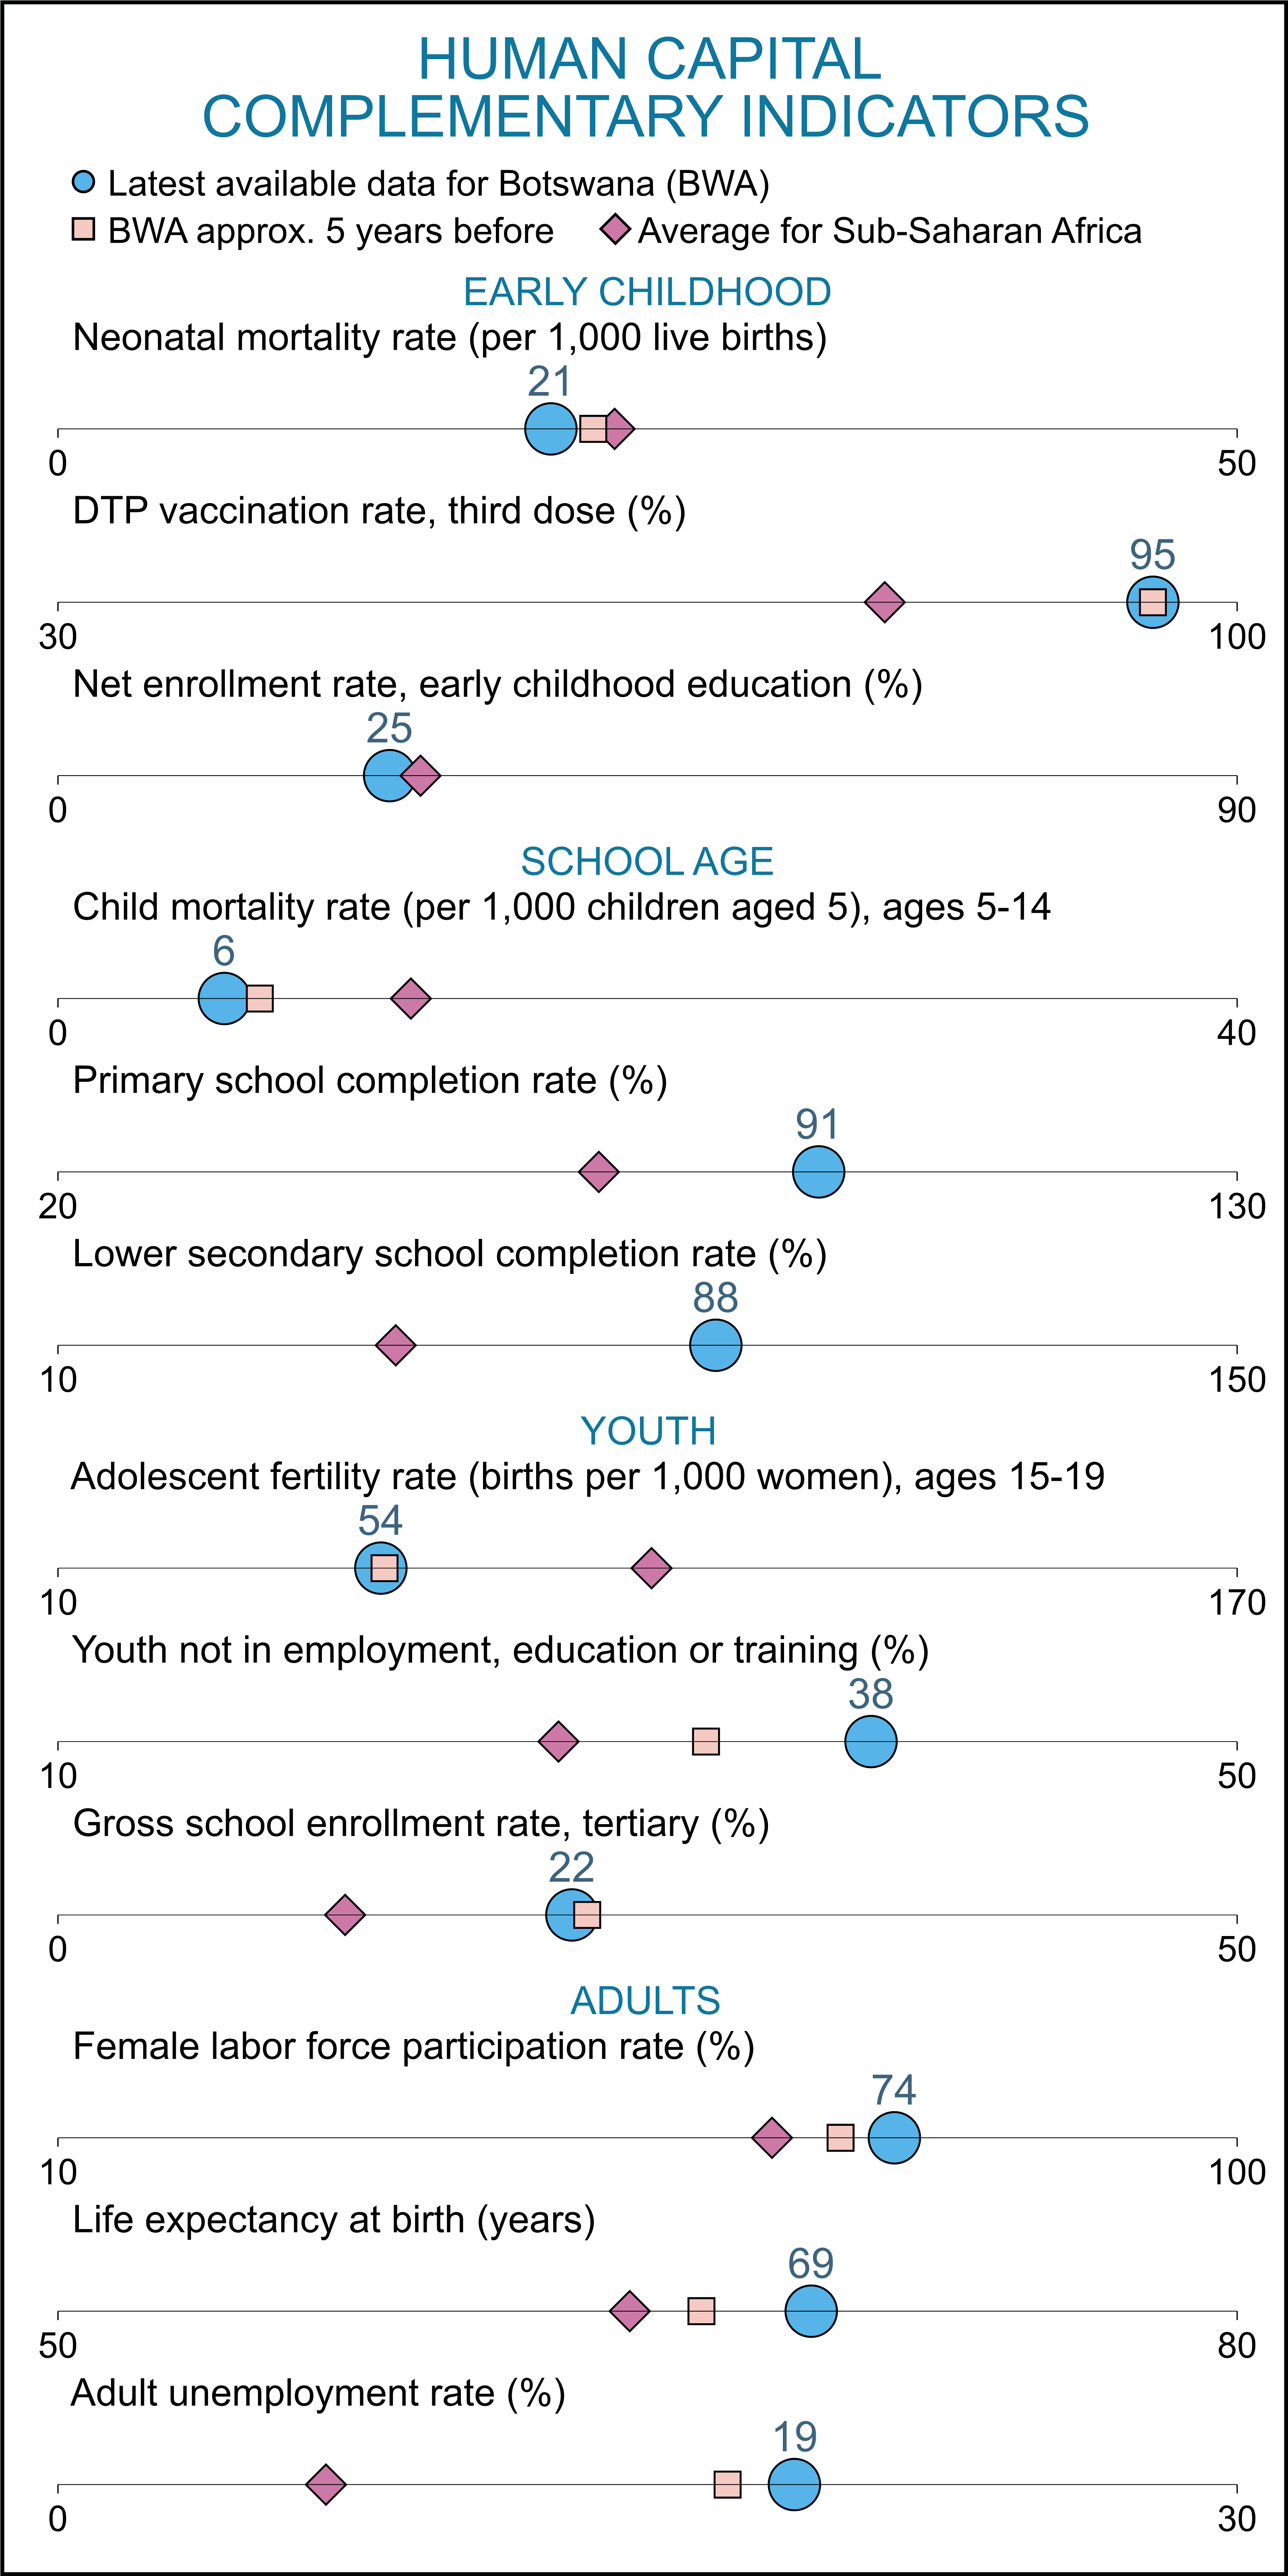 HUMAN CAPITAL
COMPLEMENTARY INDICATORS
Latest available data for Botswana (BWA)
BWA approx. 5 years before Average for Sub-Saharan Africa
EARLY CHILDHOOD
Neonatal mortality rate (per 1,000 live births)
21
0 50
DTP vaccination rate, third dose (%)
95
30 100
Net enrollment rate, early childhood education (%)
25
0 90
SCHOOL AGE
Child mortality rate (per 1,000 children aged 5), ages 5-14
6
0 40
Primary school completion rate (%)
91
20 130
Lower secondary school completion rate (%)
88
10 150
YOUTH
Adolescent fertility rate (births per 1,000 women), ages 15-19
54
10 170
Youth not in employment, education or training (%)
38
10 50
Gross school enrollment rate, tertiary (%)
22
0 50
ADULTS
Female labor force participation rate (%)
74
10 100
Life expectancy at birth (years)
69
50 80
Adult unemployment rate (%)
19
0 30